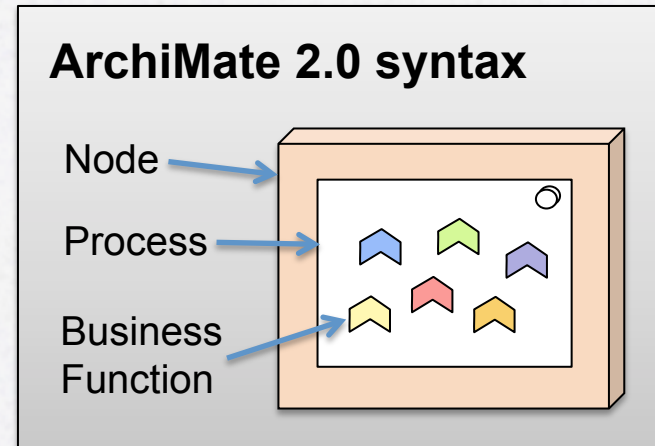 ArchiMate 2.0 syntax
Node
Process
Business
Function